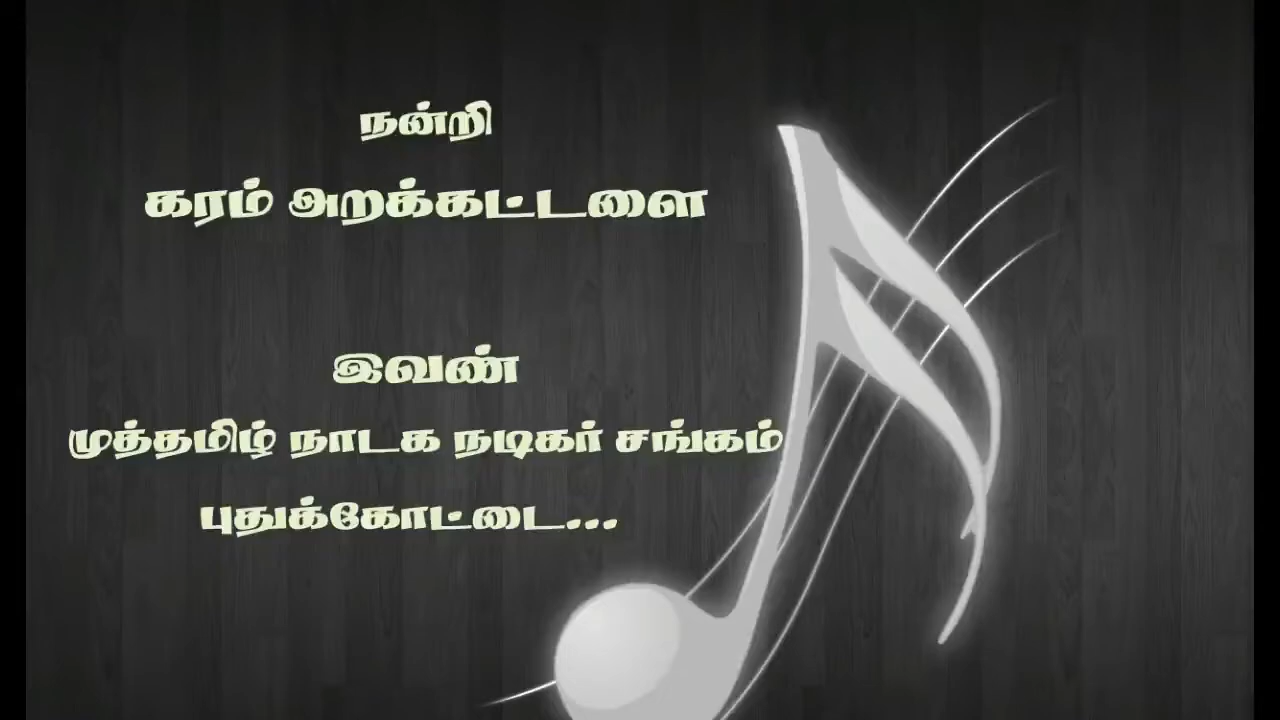 நன்றி
கரம் அறக்கட்டளை
இவண்
முத்தமிழ் நாடக நடிகர் சங்கம்
புதுக்கோட்டை...